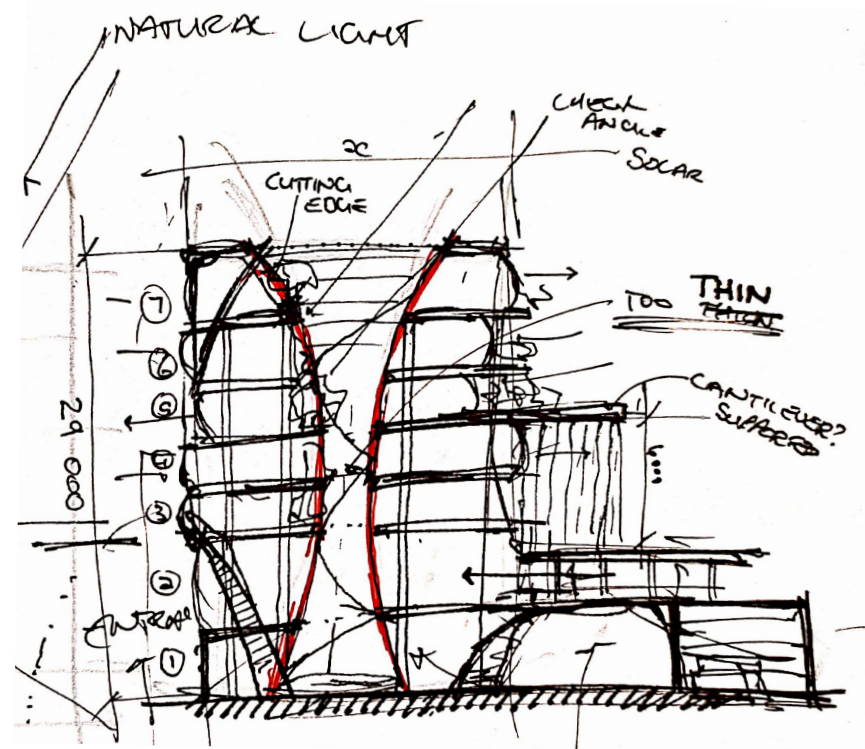 NATURAL LIGHT
CHECK
ANGLE
SOLAR
x
CUTTING
EDGE
TOO THIN
CANTILEVER?
SUPPORTED
7
6
5
4
3
2
1
29 000